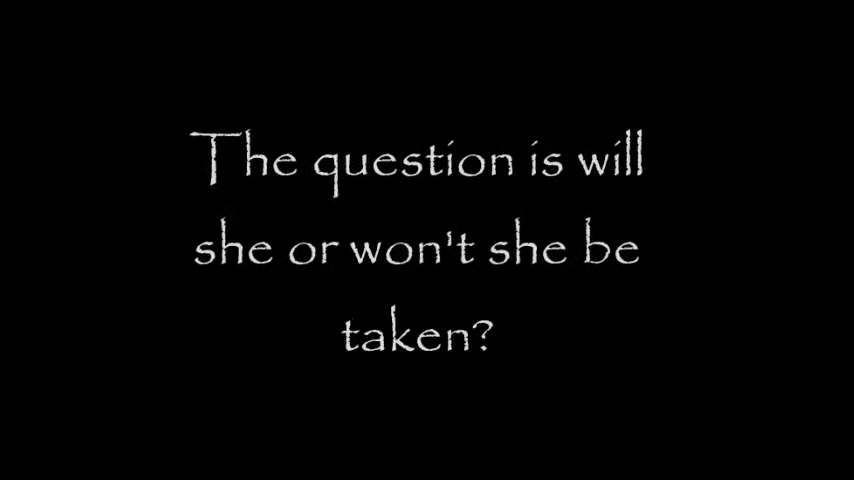 The question is will
she or won't she be
taken?